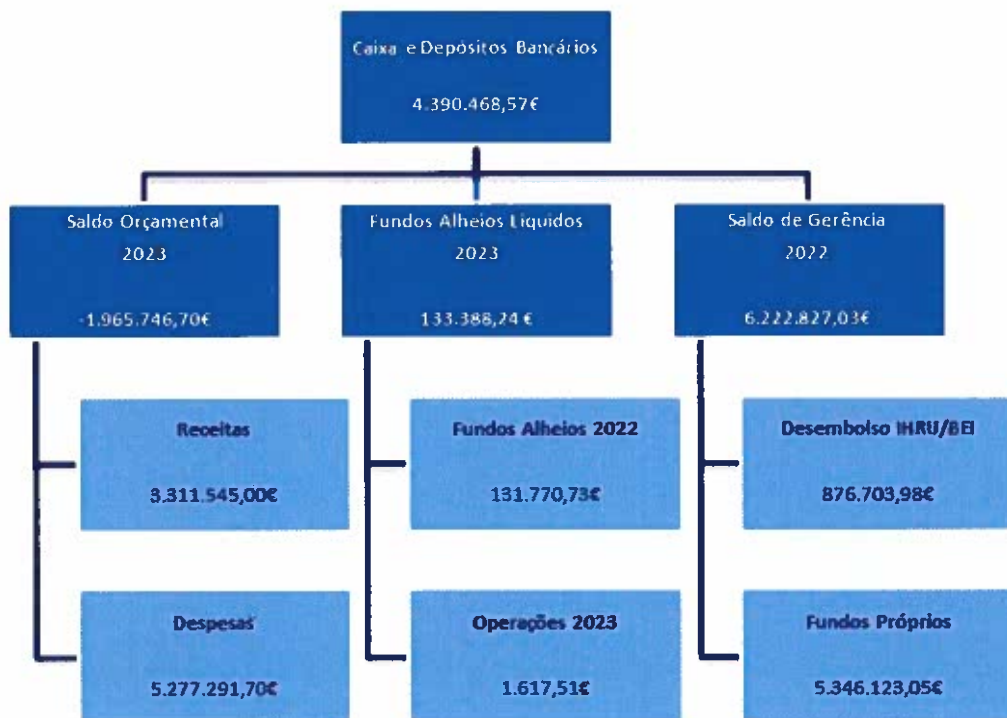 Caixa e Depósitos Bancários
4.390.468,57€
Saldo Orçamental
2023
-1.965.746,70€
Fundos Alheios Líquidos
2023
133.388,24 €
Saldo de Gerência
2022
6.222.827,03€
Receitas
3.311.545,00€
Fundos Alheios 2022
131.770,73€
Desembolso IHRU/BEI
876.703,98€
Despesas
5.277.291,70€
Operações 2023
1.617,51€
Fundos Próprios
5.346.123,05€